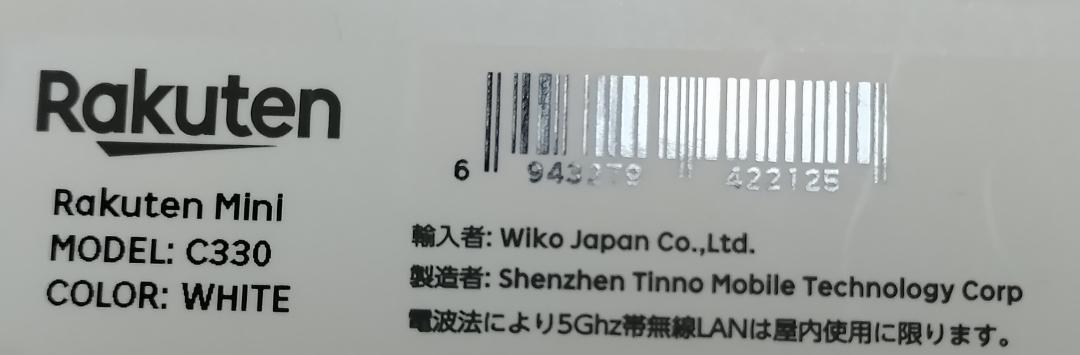 Rakuten
Rakuten Mini
MODEL: C330
COLOR: WHITE
6 943279 422125
輸入者: Wiko Japan Co.,Ltd.
製造者: Shenzhen Tinno Mobile Technology Corp
電波法により5Ghz帯無線LANは屋内使用に限ります。